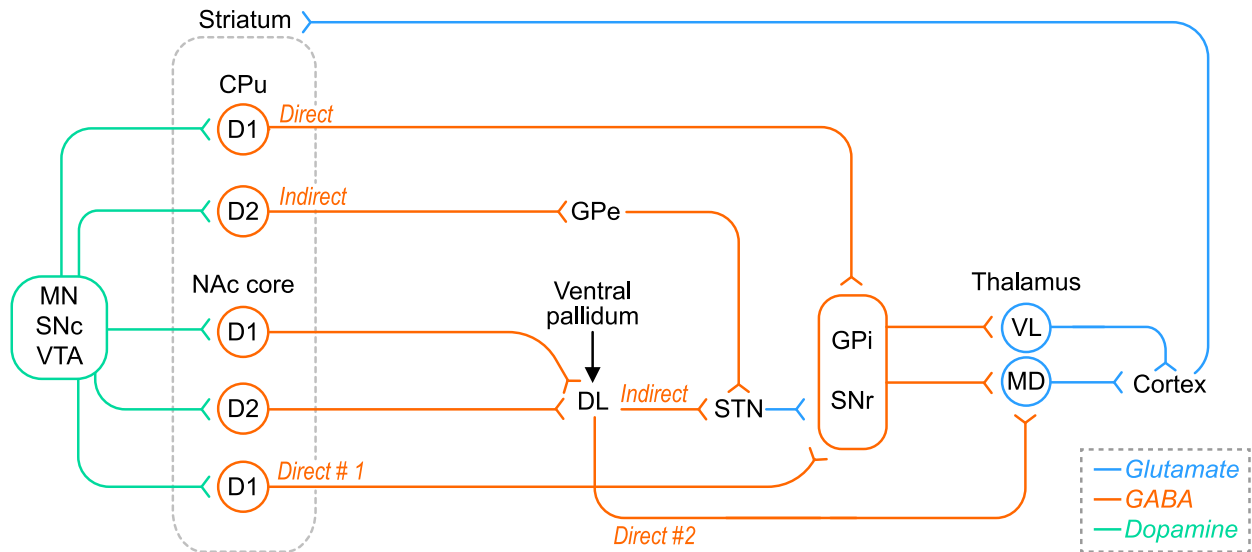 Striatum
CPu
D1
Direct
D2
Indirect
GPe
MN
SNc
VTA
NAc core
D1
Ventral
pallidum
Thalamus
VL
GPi
D2
DL
Indirect
STN
SNr
MD
Cortex
D1
Direct # 1
Direct #2
Glutamate
GABA
Dopamine